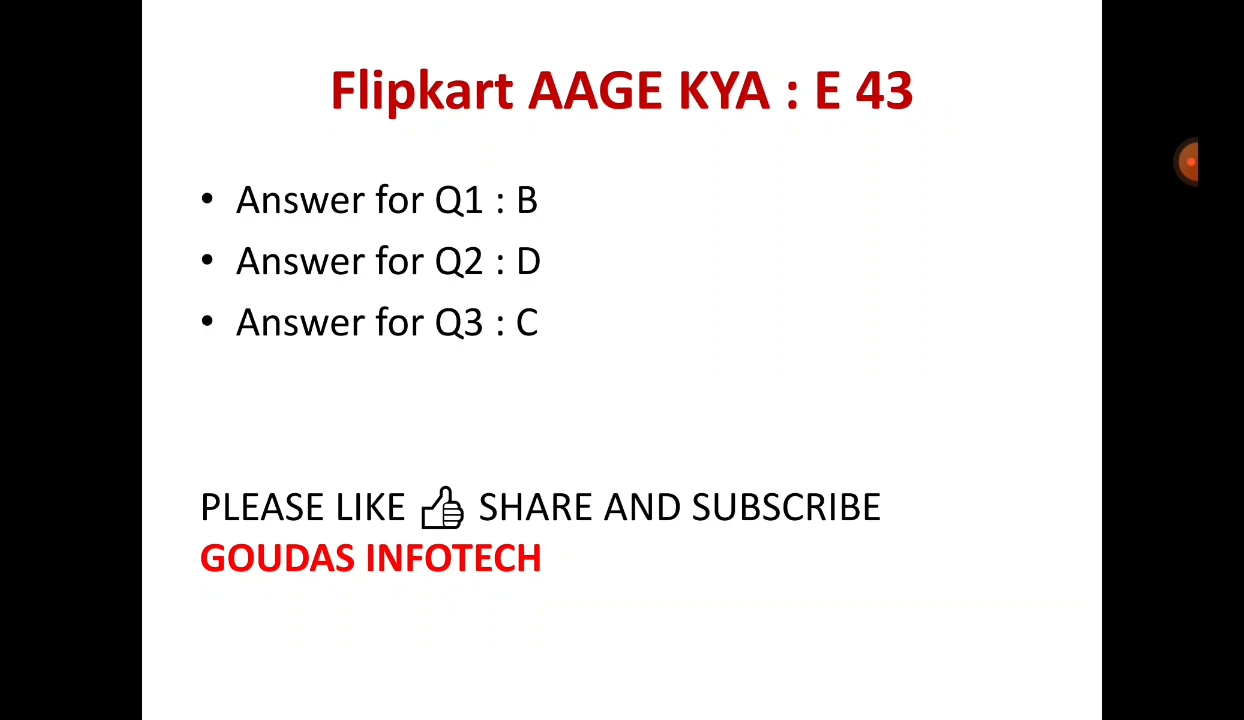 Flipkart AAGE KYA : E 43
• Answer for Q1 : B
• Answer for Q2 : D
• Answer for Q3 : C
PLEASE LIKE 👍 SHARE AND SUBSCRIBE
GOUDAS INFOTECH